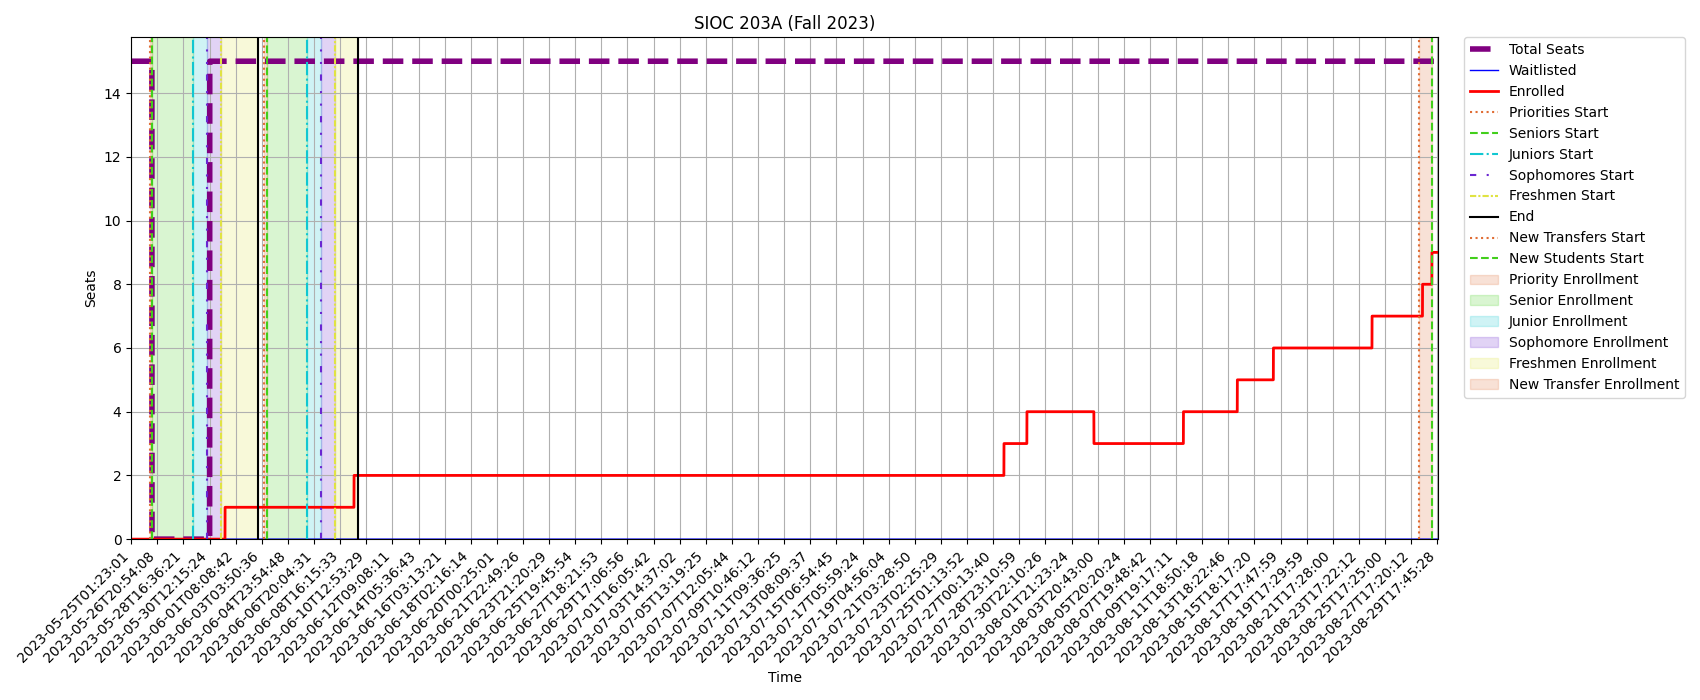 SIOC 203A (Fall 2023)
Seats
14
12
10
8
6
4
2
0
2023-05-25T01:23:01
2023-05-26T20:54:08
2023-05-28T16:36:21
2023-05-30T12:15:24
2023-06-01T08:08:42
2023-06-03T03:50:36
2023-06-04T23:54:48
2023-06-06T20:04:31
2023-06-08T16:15:33
2023-06-10T12:53:29
2023-06-12T09:08:11
2023-06-14T05:36:43
2023-06-16T03:13:21
2023-06-18T02:16:14
2023-06-20T00:25:01
2023-06-21T22:49:26
2023-06-23T21:20:29
2023-06-25T19:45:54
2023-06-27T18:21:53
2023-06-29T17:06:56
2023-07-01T16:05:42
2023-07-03T14:37:02
2023-07-05T13:19:25
2023-07-07T12:05:44
2023-07-09T10:46:12
2023-07-11T09:36:25
2023-07-13T08:09:37
2023-07-15T06:54:45
2023-07-17T05:59:24
2023-07-19T04:56:04
2023-07-21T03:28:50
2023-07-23T02:25:29
2023-07-25T01:13:52
2023-07-27T00:13:40
2023-07-28T23:10:59
2023-07-30T22:10:26
2023-08-01T21:23:24
2023-08-03T20:43:00
2023-08-05T20:20:24
2023-08-07T19:48:42
2023-08-09T19:17:11
2023-08-11T18:50:18
2023-08-13T18:22:46
2023-08-15T18:17:20
2023-08-17T17:47:59
2023-08-19T17:29:59
2023-08-21T17:28:00
2023-08-23T17:22:12
2023-08-25T17:25:00
2023-08-27T17:20:12
2023-08-29T17:45:28
Time
Total Seats
Waitlisted
Enrolled
Priorities Start
Seniors Start
Juniors Start
Sophomores Start
Freshmen Start
End
New Transfers Start
New Students Start
Priority Enrollment
Senior Enrollment
Junior Enrollment
Sophomore Enrollment
Freshmen Enrollment
New Transfer Enrollment